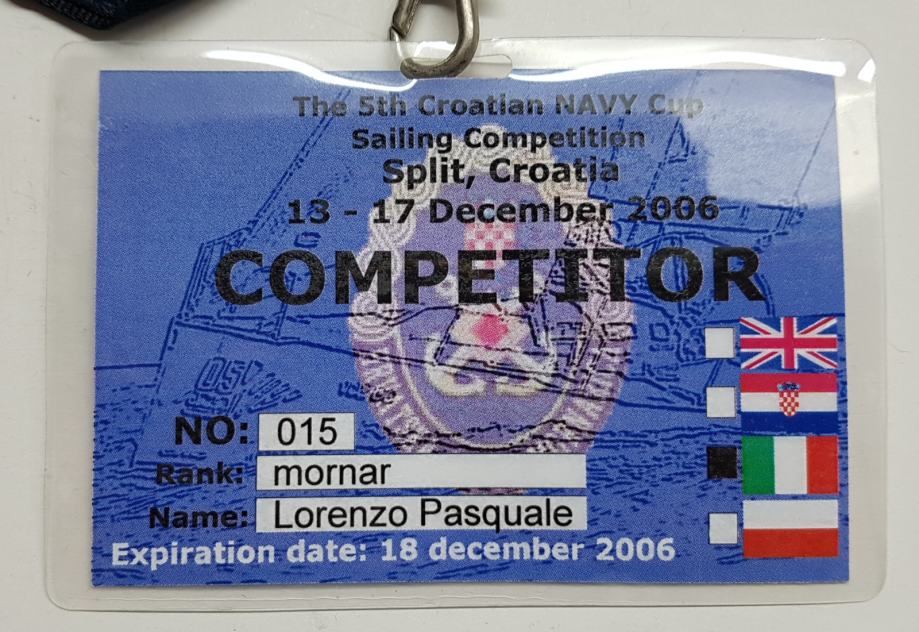 The 5th Croatian NAVY Cup
Sailing Competition
Split, Croatia
13 - 17 December 2006
COMPETITOR
NO: 015
Rank: mornar
Name: Lorenzo Pasquale
Expiration date: 18 december 2006